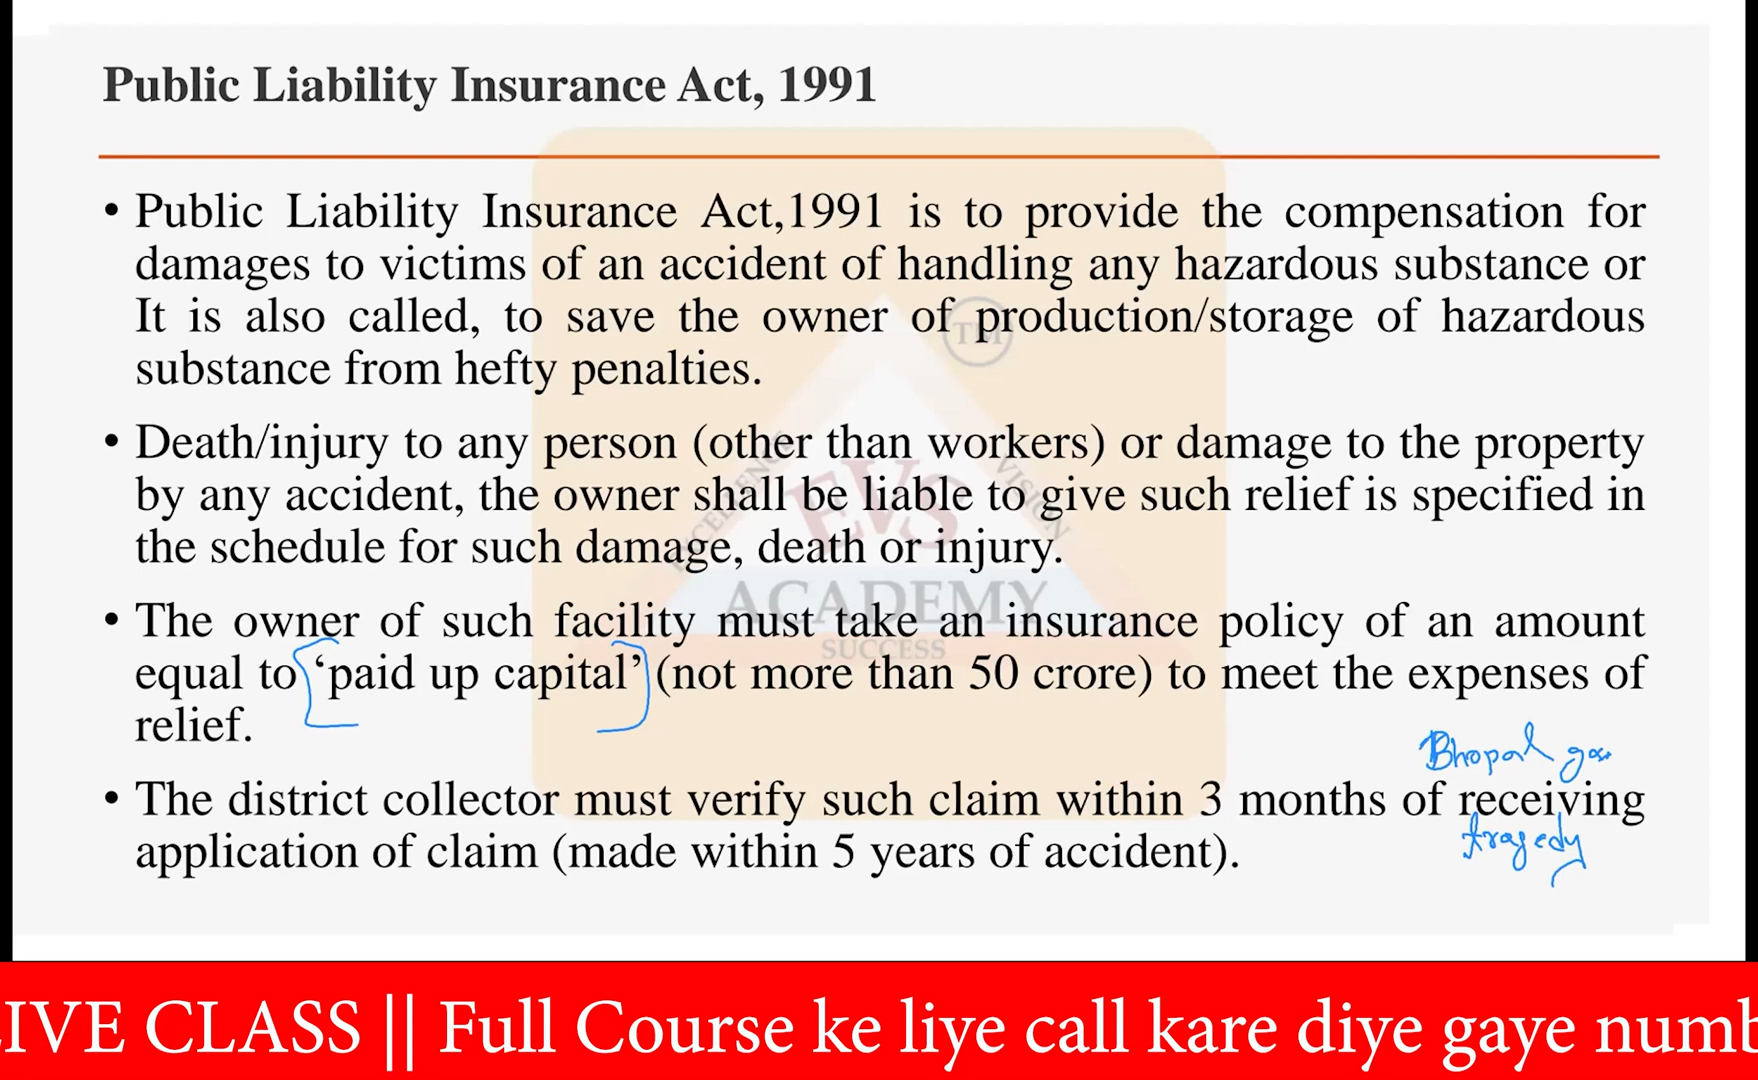 Public Liability Insurance Act, 1991
• Public Liability Insurance Act,1991 is to provide the compensation for
damages to victims of an accident of handling any hazardous substance or
It is also called, to save the owner of production/storage of hazardous
substance from hefty penalties.
TM
• Death/injury to any person (other than workers) or damage to the property
by any accident, the owner shall be liable to give such relief is specified in
the schedule for such damage, death or injury.
EXCELLENCE
VISION
EVS
ACADEMY
SUCCESS
• The owner of such facility must take an insurance policy of an amount
equal to ‘paid up capital’ (not more than 50 crore) to meet the expenses of
relief.
Bhopal gas
• The district collector must verify such claim within 3 months of receiving
tragedy
application of claim (made within 5 years of accident).
LIVE CLASS || Full Course ke liye call kare diye gaye numb